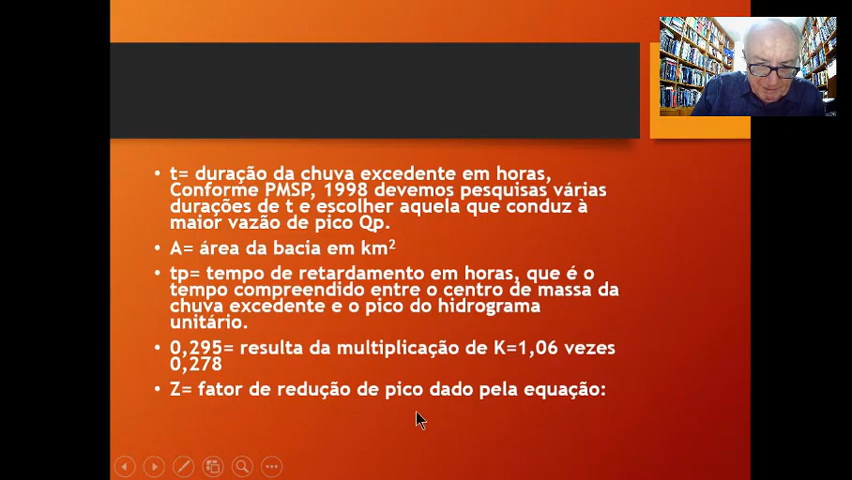 • t= duração da chuva excedente em horas,
Conforme PMSP, 1998 devemos pesquisas várias
durações de t e escolher aquela que conduz à
maior vazão de pico Qp.
• A= área da bacia em km²
• tp= tempo de retardamento em horas, que é o
tempo compreendido entre o centro de massa da
chuva excedente e o pico do hidrograma
unitário.
• 0,295= resulta da multiplicação de K=1,06 vezes
0,278
• Z= fator de redução de pico dado pela equação: